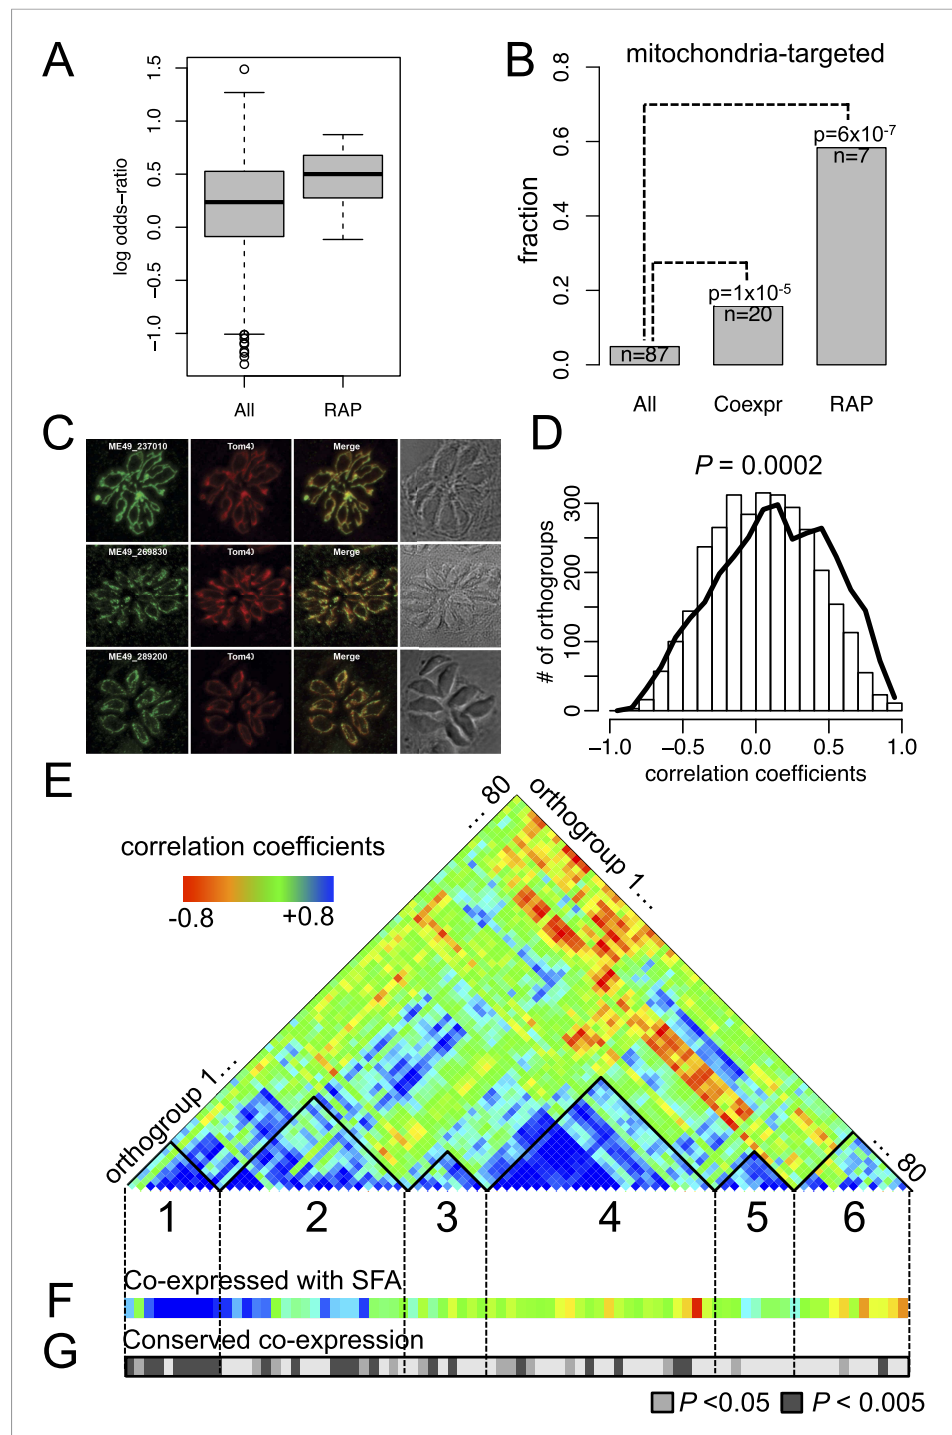 A
1.5
1.0
0.5
0.0
−0.5
−1.0
log odds−ratio
All
RAP
B
mitochondria-targeted
0.8
0.6
0.4
0.2
0.0
fraction
p=6x10-7
n=7
p=1x10-5
n=20
n=87
All
Coexpr
RAP
C
ME49_237010
Tom40
Merge
ME49_269830
Tom40
Merge
ME49_289200
Tom40
Merge
D
P = 0.0002
300
200
100
0
# of orthogroups
−1.0
−0.5
0.0
0.5
1.0
correlation coefficients
E
correlation coefficients
-0.8
+0.8
... 80
orthogroup 1...
orthogroup 1...
... 80
1
2
3
4
5
6
F
Co-expressed with SFA
G
Conserved co-expression
P <0.05
P < 0.005